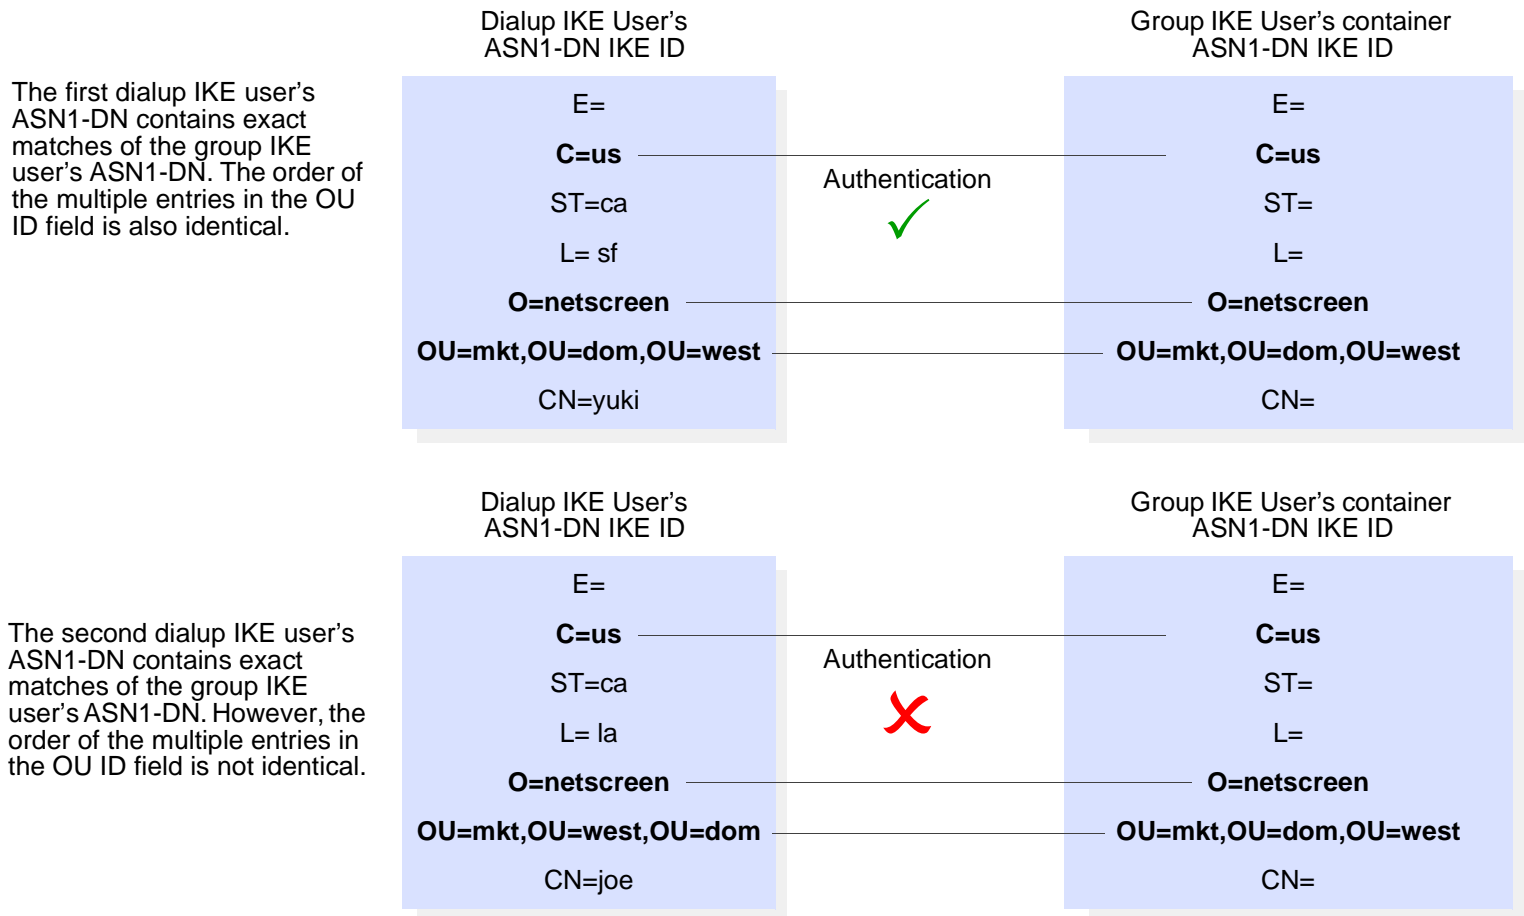 Dialup IKE User's
ASN1-DN IKE ID
Group IKE User's container
ASN1-DN IKE ID
The first dialup IKE user's
ASN1-DN contains exact
matches of the group IKE
user's ASN1-DN. The order of
the multiple entries in the OU
ID field is also identical.
E=
C=us
ST=ca
L= sf
O=netscreen
OU=mkt,OU=dom,OU=west
CN=yuki
Authentication
E=
C=us
ST=
L=
O=netscreen
OU=mkt,OU=dom,OU=west
CN=
Dialup IKE User's
ASN1-DN IKE ID
Group IKE User's container
ASN1-DN IKE ID
The second dialup IKE user's
ASN1-DN contains exact
matches of the group IKE
user's ASN1-DN. However, the
order of the multiple entries in
the OU ID field is not identical.
E=
C=us
ST=ca
L= la
O=netscreen
OU=mkt,OU=west,OU=dom
CN=joe
Authentication
E=
C=us
ST=
L=
O=netscreen
OU=mkt,OU=dom,OU=west
CN=